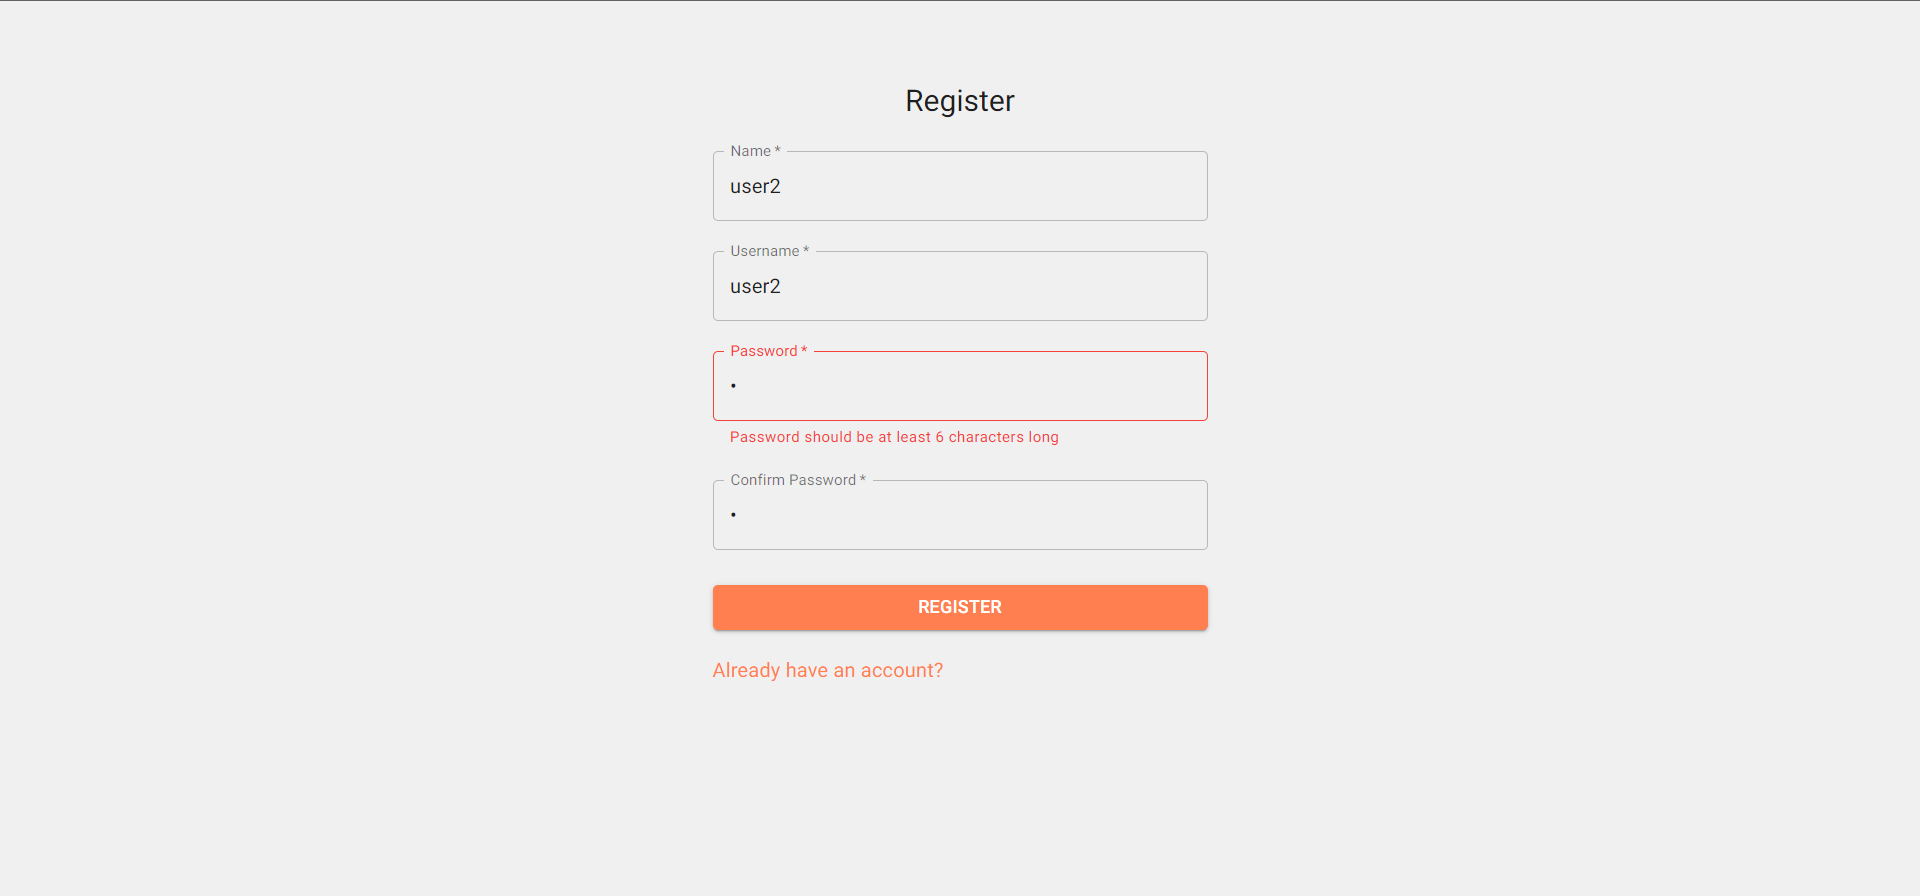 Register
Name *
user2
Username *
user2
Password *
•
Password should be at least 6 characters long
Confirm Password *
•
REGISTER
Already have an account?